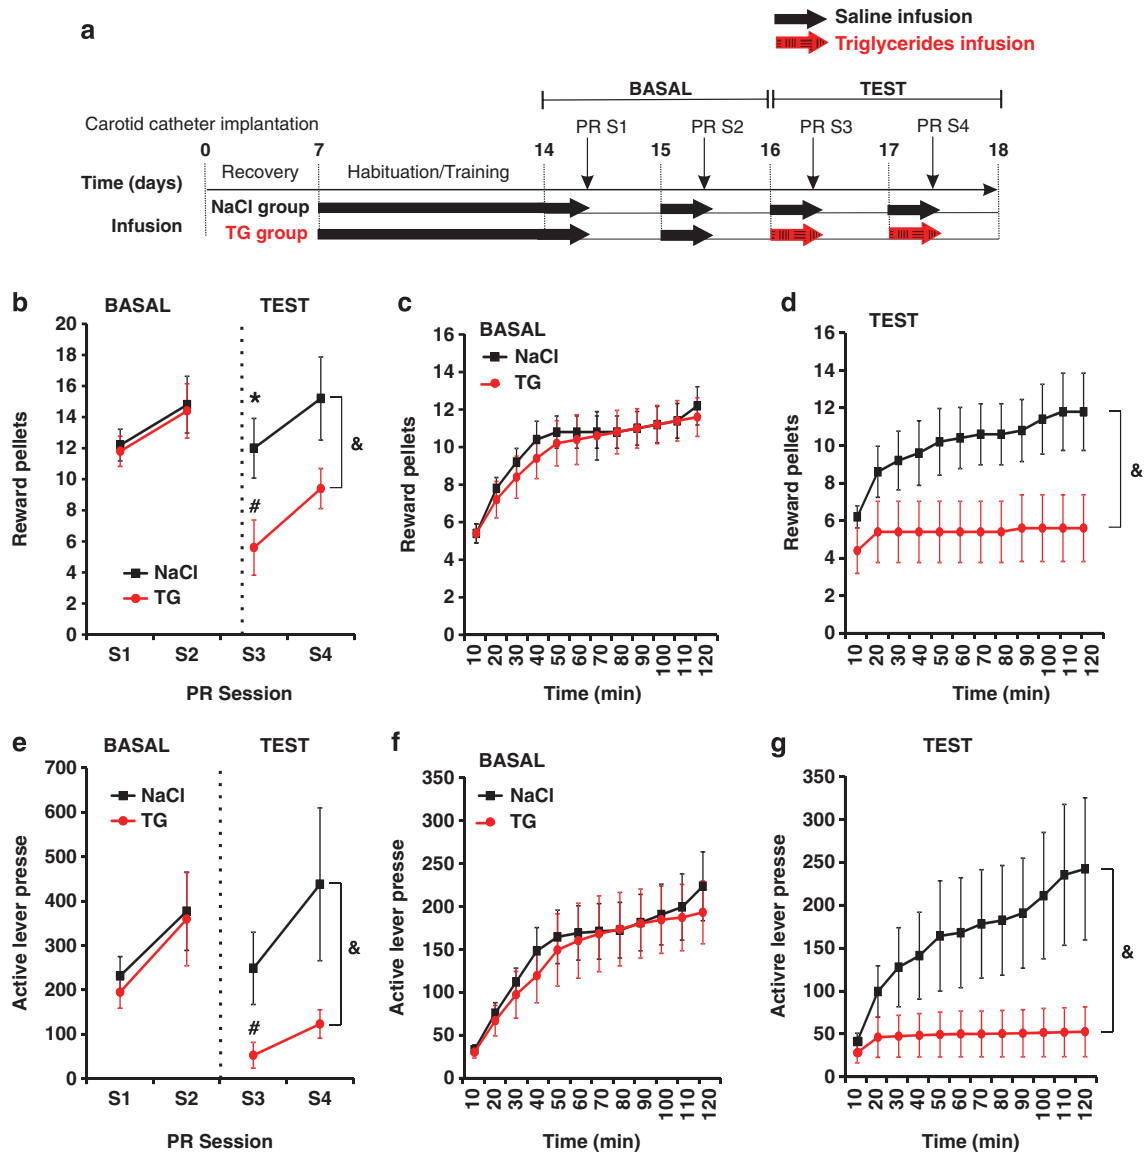 a
Saline infusion
Triglycerides infusion
BASAL TEST
Carotid catheter implantation PR S1 PR S2 PR S3 PR S4
0 7 14 15 16 17 18
Time (days) Recovery Habituation/Training
Infusion NaCl group
TG group
b BASAL TEST
Reward pellets
20
18
16
14
12
10
8
6
4
2
0
* # &
NaCl
TG
S1 S2 S3 S4
PR Session
c BASAL
NaCl
TG
Reward pellets
16
14
12
10
8
6
4
2
0
10 20 30 40 50 60 70 80 90 100 110 120
Time (min)
d TEST
Reward pellets
16
14
12
10
8
6
4
2
0
&
10 20 30 40 50 60 70 80 90 100 110 120
Time (min)
e BASAL TEST
Active lever presse
700
600
500
400
300
200
100
0
NaCl
TG
# &
S1 S2 S3 S4
PR Session
f BASAL
NaCl
TG
Active lever presse
350
300
250
200
150
100
50
0
10 20 30 40 50 60 70 80 90 100 110 120
Time (min)
g TEST
Activre lever presse
350
300
250
200
150
100
50
0
&
10 20 30 40 50 60 70 80 90 100 110 120
Time (min)